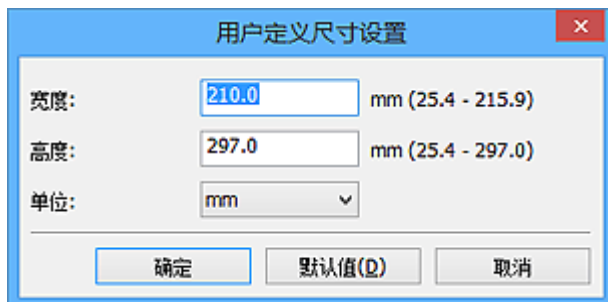 用户定义尺寸设置
宽度: 210.0 mm (25.4 - 215.9)
高度: 297.0 mm (25.4 - 297.0)
单位: mm
确定 默认值(D) 取消